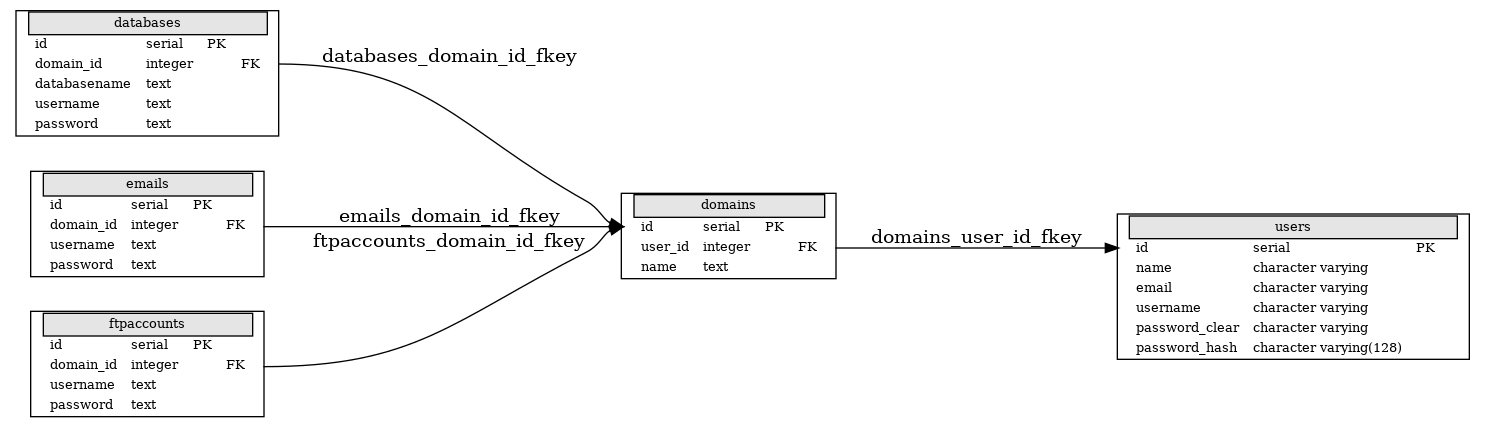 databases
id serial PK
domain_id integer FK
databasename text
username text
password text
databases_domain_id_fkey
emails
id serial PK
domain_id integer FK
username text
password text
emails_domain_id_fkey
ftpaccounts_domain_id_fkey
ftpaccounts
id serial PK
domain_id integer FK
username text
password text
domains
id serial PK
user_id integer FK
name text
domains_user_id_fkey
users
id serial PK
name character varying
email character varying
username character varying
password_clear character varying
password_hash character varying(128)